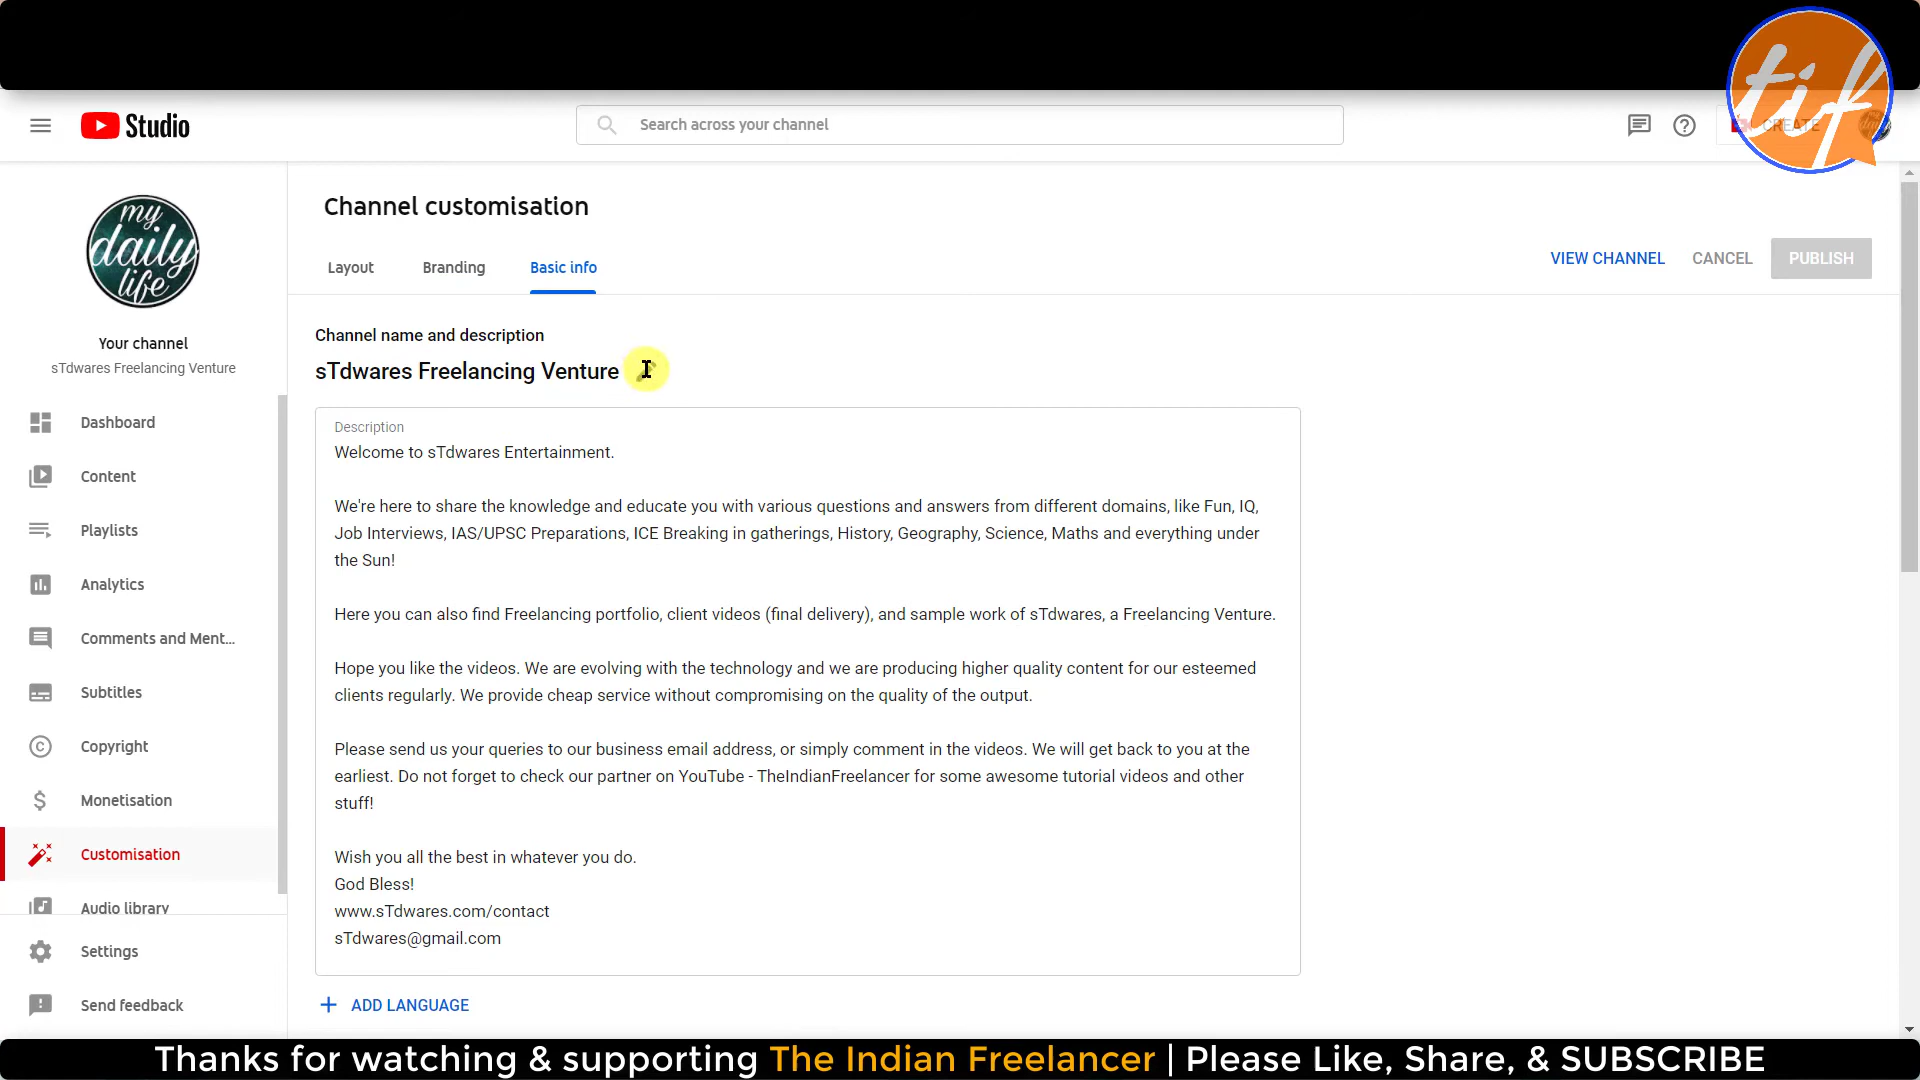 tif
Studio
Search across your channel
CREATE
my
daily
life
Your channel
sTdwares Freelancing Venture
Dashboard
Content
Playlists
Analytics
Comments and Ment...
Subtitles
Copyright
Monetisation
Customisation
Audio library
Settings
Send feedback
Channel customisation
Layout
Branding
Basic info
VIEW CHANNEL
CANCEL
PUBLISH
Channel name and description
sTdwares Freelancing Venture
Description
Welcome to sTdwares Entertainment.
We're here to share the knowledge and educate you with various questions and answers from different domains, like Fun, IQ,
Job Interviews, IAS/UPSC Preparations, ICE Breaking in gatherings, History, Geography, Science, Maths and everything under
the Sun!
Here you can also find Freelancing portfolio, client videos (final delivery), and sample work of sTdwares, a Freelancing Venture.
Hope you like the videos. We are evolving with the technology and we are producing higher quality content for our esteemed
clients regularly. We provide cheap service without compromising on the quality of the output.
Please send us your queries to our business email address, or simply comment in the videos. We will get back to you at the
earliest. Do not forget to check our partner on YouTube - TheIndianFreelancer for some awesome tutorial videos and other
stuff!
Wish you all the best in whatever you do.
God Bless!
www.sTdwares.com/contact
sTdwares@gmail.com
ADD LANGUAGE
Thanks for watching & supporting The Indian Freelancer | Please Like, Share, & SUBSCRIBE